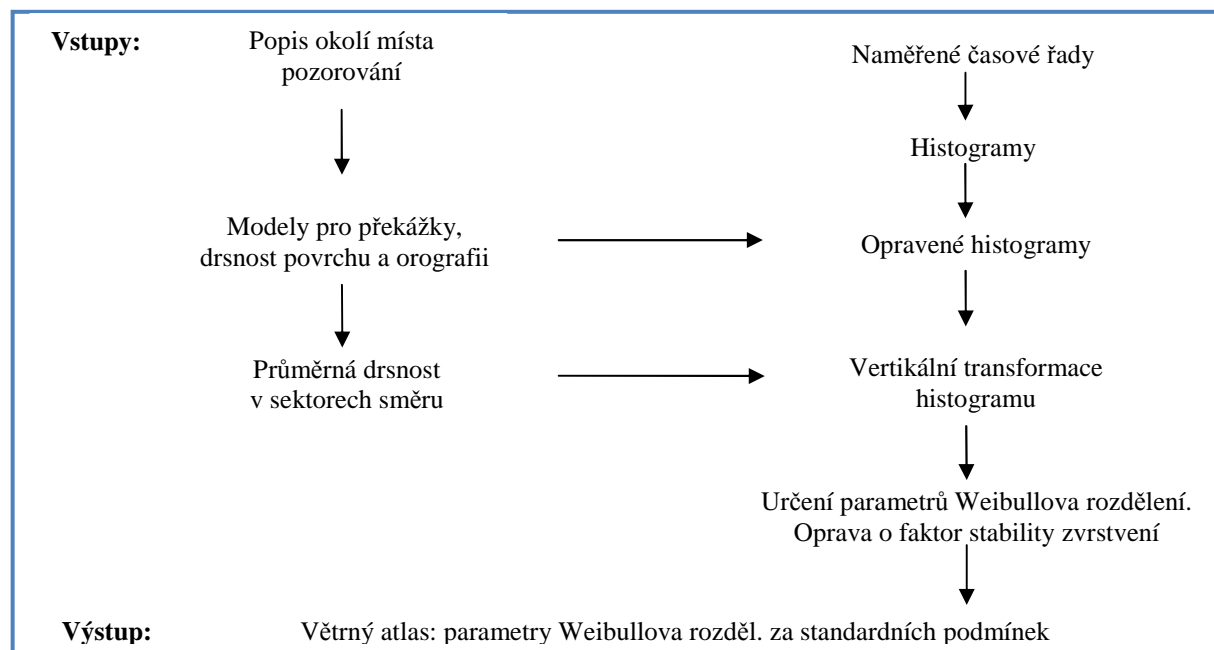 Vstupy:
Popis okolí místa
pozorování
Naměřené časové řady
Histogramy
Modely pro překážky,
drsnost povrchu a orografii
Opravené histogramy
Průměrná drsnost
v sektorech směru
Vertikální transformace
histogramu
Určení parametrů Weibullova rozdělení.
Oprava o faktor stability zvrstvení
Výstup:
Větrný atlas: parametry Weibullova rozděl. za standardních podmínek